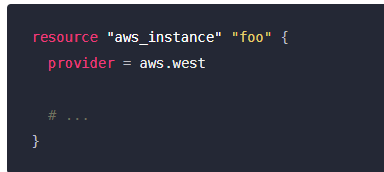 resource "aws_instance" "foo" {
  provider = aws.west
  # ...
}